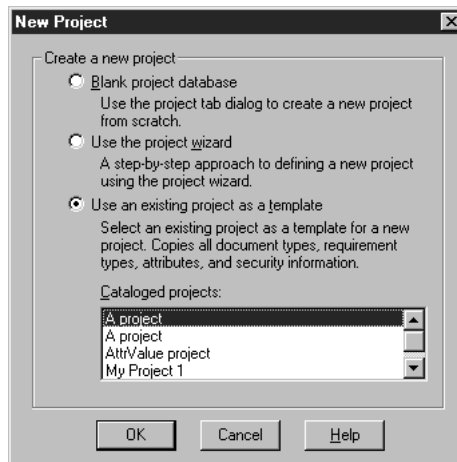 New Project
Create a new project
Blank project database
Use the project tab dialog to create a new project
from scratch.
Use the project wizard
A step-by-step approach to defining a new project
using the project wizard.
Use an existing project as a template
Select an existing project as a template for a new
project. Copies all document types, requirement
types, attributes, and security information.
Cataloged projects:
A project
A project
AttrValue project
My Project 1
OK Cancel Help